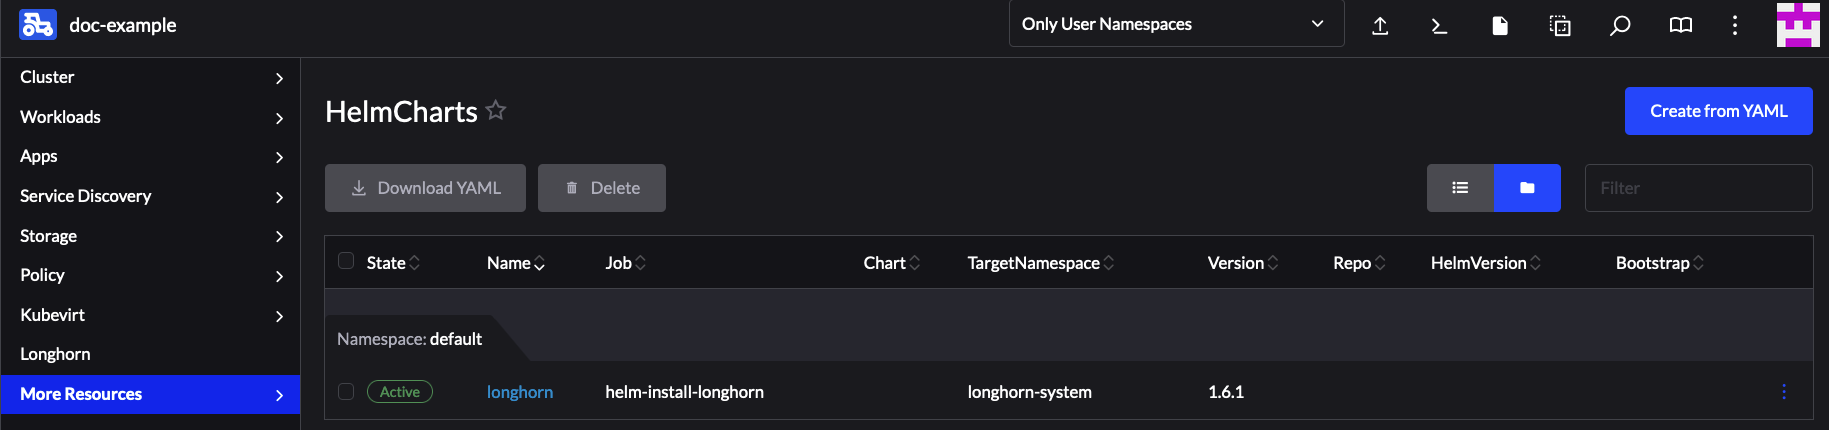 doc-example
Only User Namespaces
Cluster
Workloads
Apps
Service Discovery
Storage
Policy
Kubevirt
Longhorn
More Resources
HelmCharts
Create from YAML
Download YAML Delete
Filter
State Name Job Chart TargetNamespace Version Repo HelmVersion Bootstrap
Namespace: default
Active longhorn helm-install-longhorn longhorn-system 1.6.1